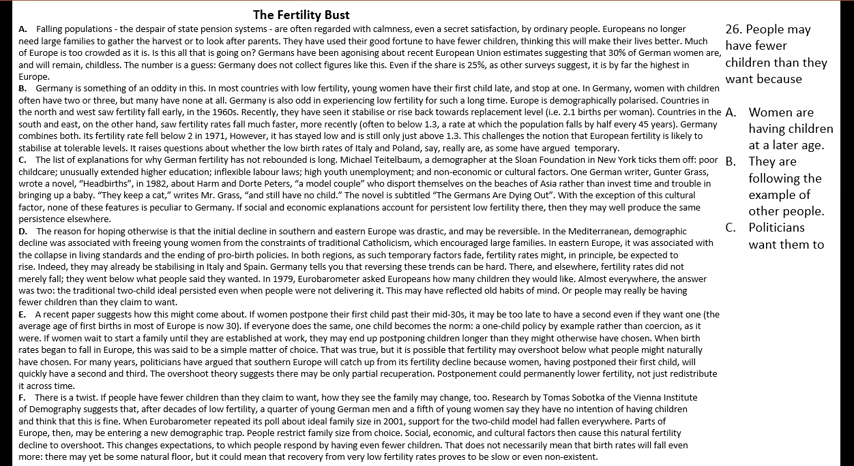 The Fertility Bust
A. Falling populations - the despair of state pension systems - are often regarded with calmness, even a secret satisfaction, by ordinary people. Europeans no longer
need large families to gather the harvest or to look after parents. They have used their good fortune to have fewer children, thinking this will make their lives better. Much
of Europe is too crowded as it is. Is this all that is going on? Germans have been agonising about recent European Union estimates suggesting that 30% of German women are,
and will remain, childless. The number is a guess: Germany does not collect figures like this. Even if the share is 25%, as other surveys suggest, it is by far the highest in
Europe.
B. Germany is something of an oddity in this. In most countries with low fertility, young women have their first child late, and stop at one. In Germany, women with children
often have two or three, but many have none at all. Germany is also odd in experiencing low fertility for such a long time. Europe is demographically polarised. Countries in
the north and west saw fertility fall early, in the 1960s. Recently, they have seen it stabilise or rise back towards replacement level (i.e. 2.1 births per woman). Countries in the
south and east, on the other hand, saw fertility rates fall much faster, more recently (often to below 1.3, a rate at which the population falls by half every 45 years). Germany
combines both. Its fertility rate fell below 2 in 1971, However, it has stayed low and is still only just above 1.3. This challenges the notion that European fertility is likely to
stabilise at tolerable levels. It raises questions about whether the low birth rates of Italy and Poland, say, really are, as some have argued temporary.
C. The list of explanations for why German fertility has not rebounded is long. Michael Teitelbaum, a demographer at the Sloan Foundation in New York ticks them off: poor
childcare; unusually extended higher education; inflexible labour laws; high youth unemployment; and non-economic or cultural factors. One German writer, Gunter Grass,
wrote a novel, "Headbirths", in 1982, about Harm and Dorte Peters, "a model couple" who disport themselves on the beaches of Asia rather than invest time and trouble in
bringing up a baby. "They keep a cat," writes Mr. Grass, "and still have no child." The novel is subtitled "The Germans Are Dying Out". With the exception of this cultural
factor, none of these features is peculiar to Germany. If social and economic explanations account for persistent low fertility there, then they may well produce the same
persistence elsewhere.
D. The reason for hoping otherwise is that the initial decline in southern and eastern Europe was drastic, and may be reversible. In the Mediterranean, demographic
decline was associated with freeing young women from the constraints of traditional Catholicism, which encouraged large families. In eastern Europe, it was associated with
the collapse in living standards and the ending of pro-birth policies. In both regions, as such temporary factors fade, fertility rates might, in principle, be expected to
rise. Indeed, they may already be stabilising in Italy and Spain. Germany tells you that reversing these trends can be hard. There, and elsewhere, fertility rates did not
merely fall; they went below what people said they wanted. In 1979, Eurobarometer asked Europeans how many children they would like. Almost everywhere, the answer
was two: the traditional two-child ideal persisted even when people were not delivering it. This may have reflected old habits of mind. Or people may really be having
fewer children than they claim to want.
E. A recent paper suggests how this might come about. If women postpone their first child past their mid-30s, it may be too late to have a second even if they want one (the
average age of first births in most of Europe is now 30). If everyone does the same, one child becomes the norm: a one-child policy by example rather than coercion, as it
were. If women wait to start a family until they are established at work, they may end up postponing children longer than they might otherwise have chosen. When birth
rates began to fall in Europe, this was said to be a simple matter of choice. That was true, but it is possible that fertility may overshoot below what people might naturally
have chosen. For many years, politicians have argued that southern Europe will catch up from its fertility decline because women, having postponed their first child, will
quickly have a second and third. The overshoot theory suggests there may be only partial recuperation. Postponement could permanently lower fertility, not just redistribute
it across time.
F. There is a twist. If people have fewer children than they claim to want, how they see the family may change, too. Research by Tomas Sobotka of the Vienna Institute
of Demography suggests that, after decades of low fertility, a quarter of young German men and a fifth of young women say they have no intention of having children
and think that this is fine. When Eurobarometer repeated its poll about ideal family size in 2001, support for the two-child model had fallen everywhere. Parts of
Europe, then, may be entering a new demographic trap. People restrict family size from choice. Social, economic, and cultural factors then cause this natural fertility
decline to overshoot. This changes expectations, to which people respond by having even fewer children. That does not necessarily mean that birth rates will fall even
more: there may yet be some natural floor, but it could mean that recovery from very low fertility rates proves to be slow or even non-existent.
26. People may
have fewer
children than they
want because
A. Women are
having children
at a later age.
B. They are
following the
example of
other people.
C. Politicians
want them to